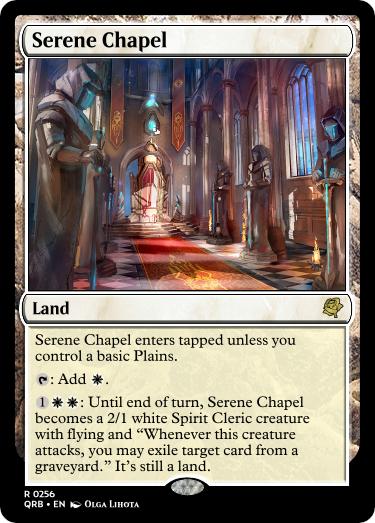 Serene Chapel
Land
Serene Chapel enters tapped unless you
control a basic Plains.
: Add .
1: Until end of turn, Serene Chapel
becomes a 2/1 white Spirit Cleric creature
with flying and “Whenever this creature
attacks, you may exile target card from a
graveyard.” It’s still a land.
R 0256
QRB • EN Olga Lihota